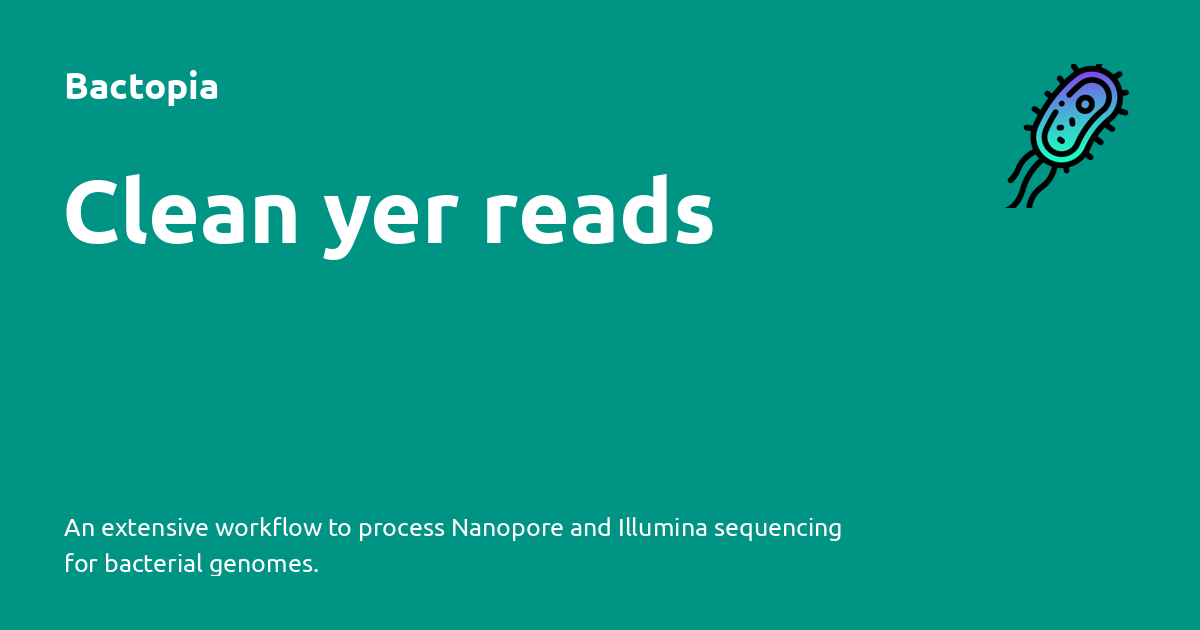 Bactopia
Clean yer reads
An extensive workflow to process Nanopore and Illumina sequencing
for bacterial genomes.